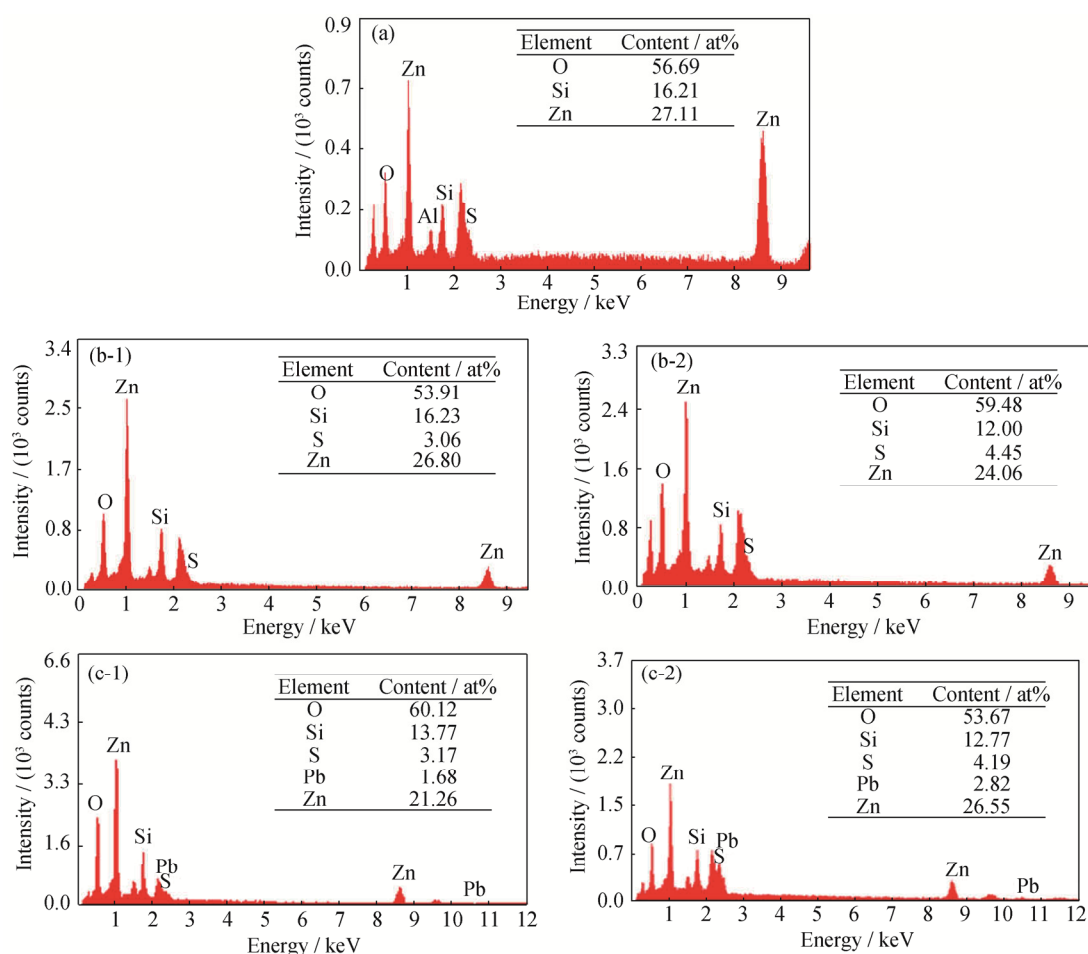 (a)
Element Content / at%
O 56.69
Si 16.21
Zn 27.11
Zn
Zn
O
Al
Si
S
Intensity / (10³ counts)
0.9
0.7
0.4
0.2
0.0
1 2 3 4 5 6 7 8 9
Energy / keV
(b-1)
Element Content / at%
O 53.91
Si 16.23
S 3.06
Zn 26.80
Zn
O
Si
S
Zn
Intensity / (10³ counts)
3.4
2.5
1.7
0.8
0.0
0 1 2 3 4 5 6 7 8 9
Energy / keV
(b-2)
Element Content / at%
O 59.48
Si 12.00
S 4.45
Zn 24.06
Zn
O
Si
S
Zn
Intensity / (10³ counts)
3.3
2.4
1.6
0.8
0.0
0 1 2 3 4 5 6 7 8 9
Energy / keV
(c-1)
Element Content / at%
O 60.12
Si 13.77
S 3.17
Pb 1.68
Zn 21.26
Zn
O
Si
Pb
S
Zn
Pb
Intensity / (10³ counts)
6.6
4.3
3.3
1.6
0.0
1 2 3 4 5 6 7 8 9 10 11 12
Energy / keV
(c-2)
Element Content / at%
O 53.67
Si 12.77
S 4.19
Pb 2.82
Zn 26.55
Zn
O
Si
Pb
S
Zn
Pb
Intensity / (10³ counts)
3.7
3.0
2.2
1.5
0.7
0.0
1 2 3 4 5 6 7 8 9 10 11 12
Energy / keV